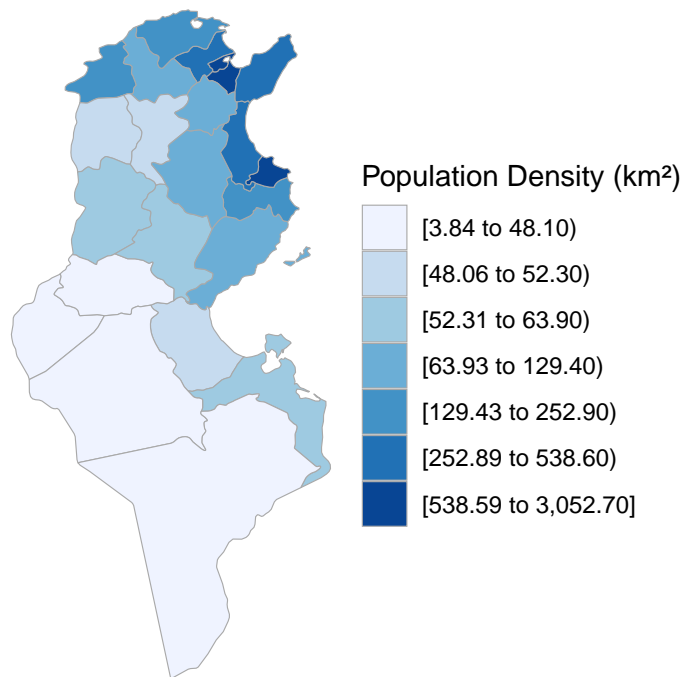 Population Density (km²)
[3.84 to 48.10)
[48.06 to 52.30)
[52.31 to 63.90)
[63.93 to 129.40)
[129.43 to 252.90)
[252.89 to 538.60)
[538.59 to 3,052.70]